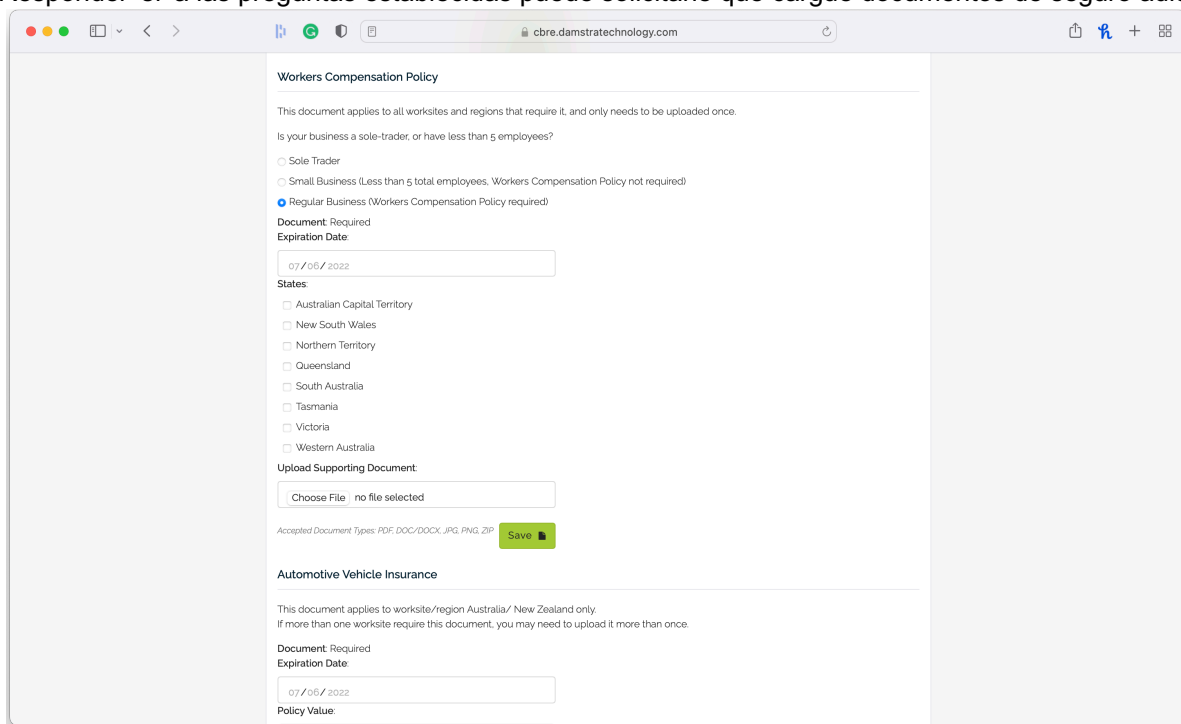 Responder "sí" a las preguntas establecidas puede solicitarlo que cargue documentos de seguro
cbre.damstratechnology.com
Workers Compensation Policy
This document applies to all worksites and regions that require it, and only needs to be uploaded once.
Is your business a sole-trader, or have less than 5 employees?
Sole Trader
Small Business (Less than 5 total employees, Workers Compensation Policy not required)
Regular Business (Workers Compensation Policy required)
Document: Required
Expiration Date:
07/06/2022
States:
Australian Capital Territory
New South Wales
Northern Territory
Queensland
South Australia
Tasmania
Victoria
Western Australia
Upload Supporting Document:
Choose File no file selected
Accepted Document Types: PDF, DOC/DOCX, JPG, PNG, ZIP
Save
Automotive Vehicle Insurance
This document applies to worksite/region Australia/ New Zealand only.
If more than one worksite require this document, you may need to upload it more than once.
Document: Required
Expiration Date:
07/06/2022
Policy Value: